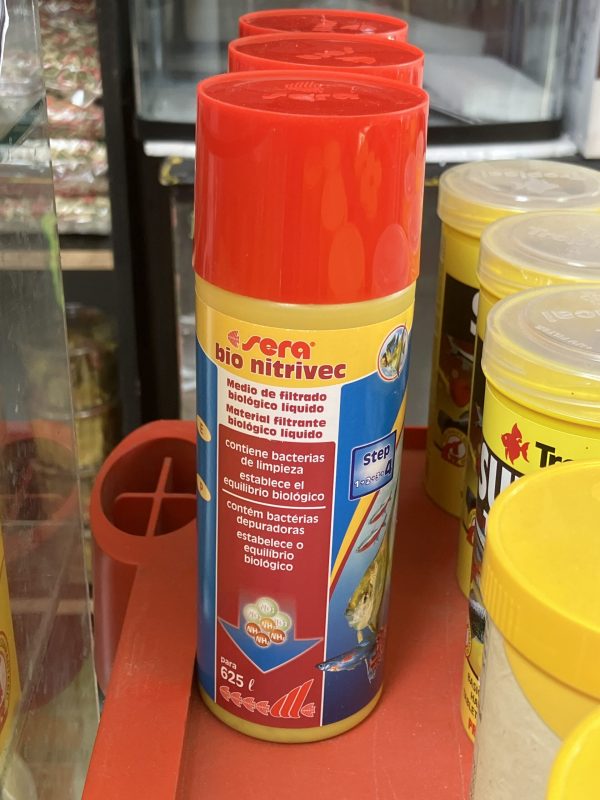 sera
bio nitrivec
Medio de filtrado
biológico líquido
Material filtrante
biológico líquido
contiene bacterias
de limpieza
establece el
equilibrio biológico
contém bactérias
depuradoras
estabelece o
equilíbrio
biológico
Step
4
para
625 ℓ
E
Tropical